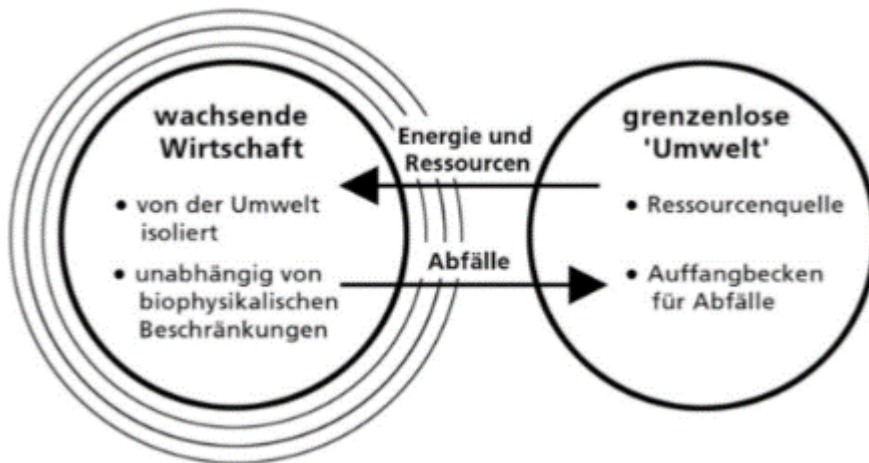 wachsende
Wirtschaft
• von der Umwelt
isoliert
• unabhängig von
biophysikalischen
Beschränkungen
Energie und
Ressourcen
Abfälle
grenzenlose
'Umwelt'
• Ressourcenquelle
• Auffangbecken
für Abfälle